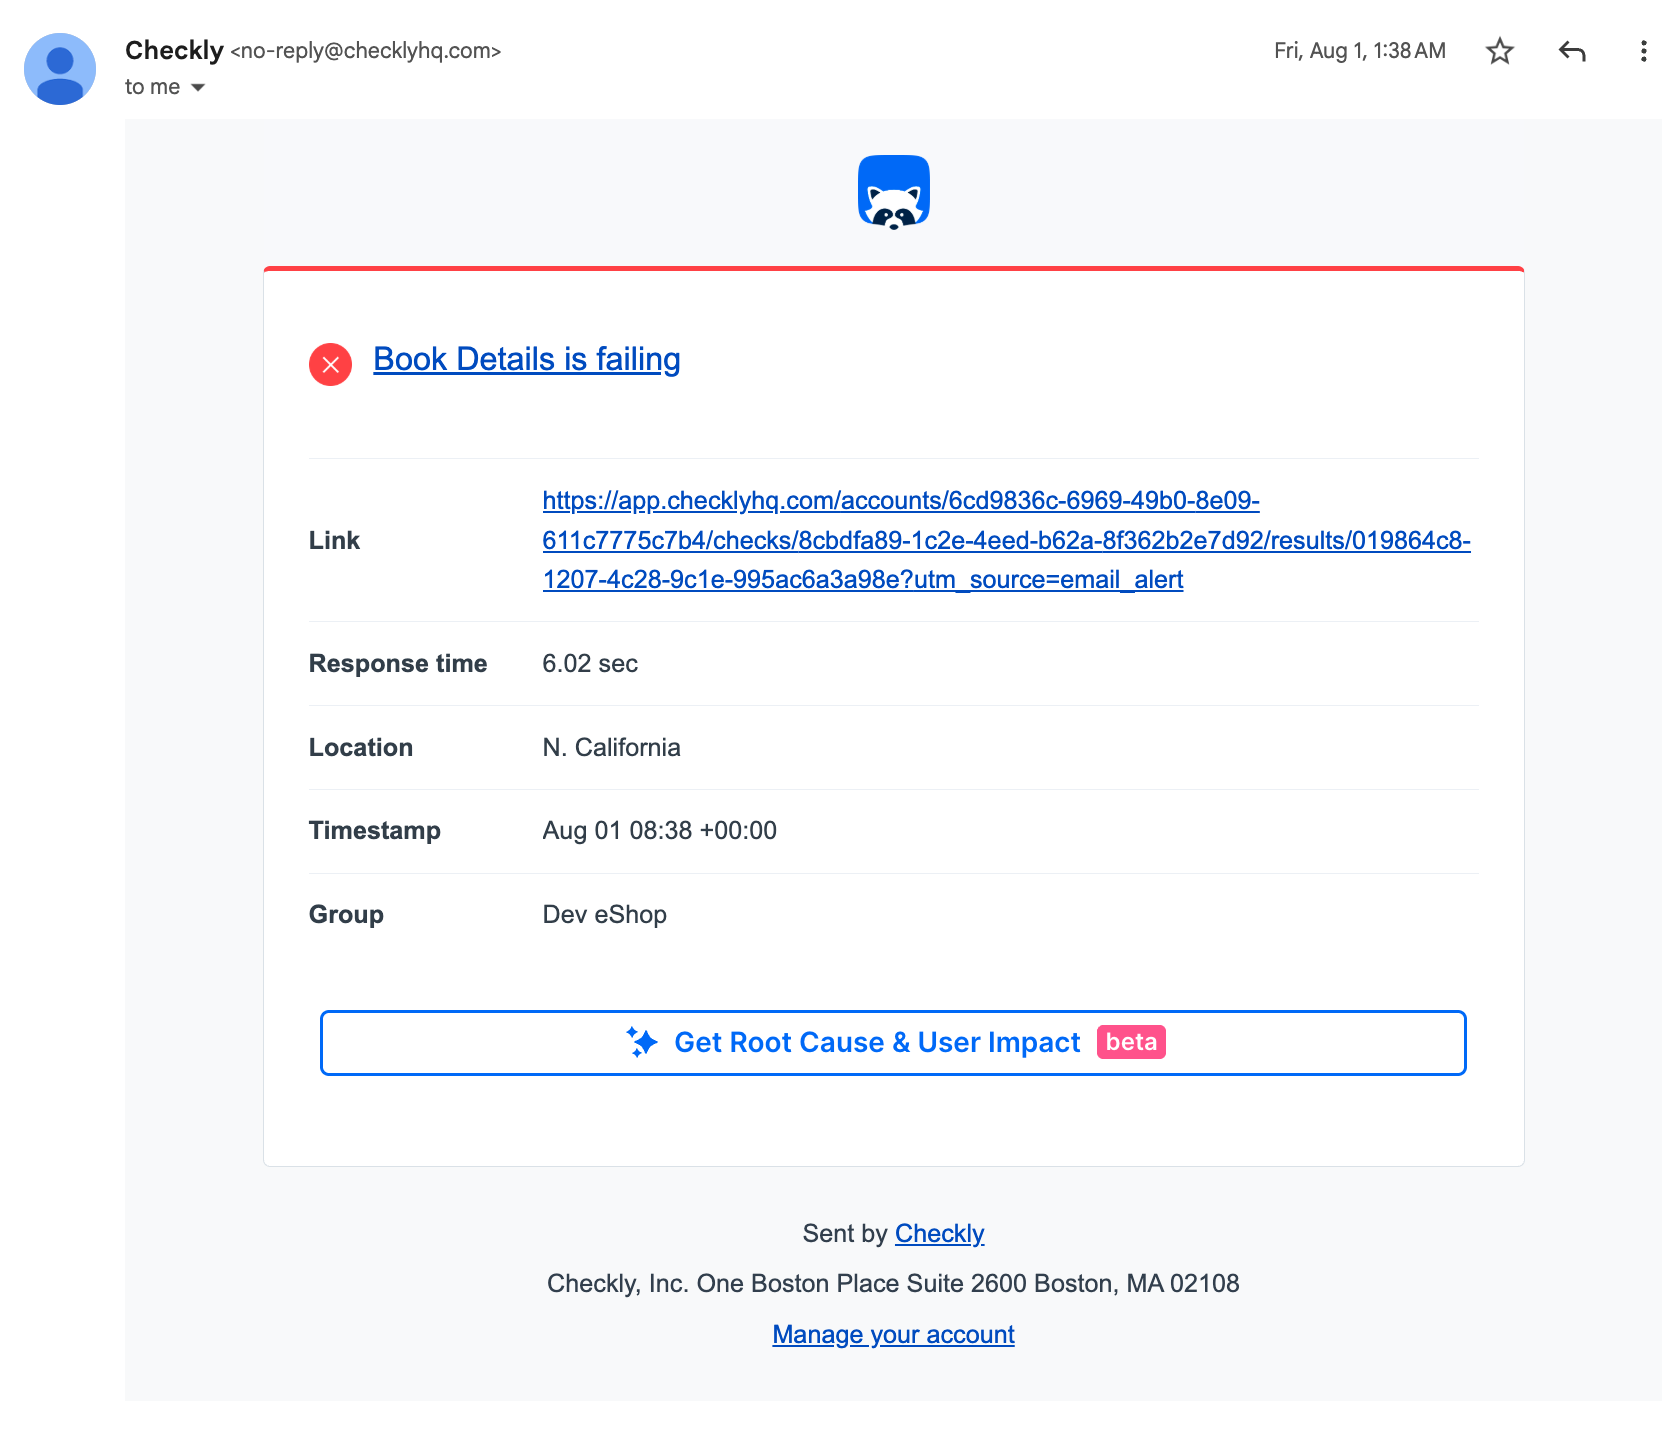 Checkly <no-reply@checklyhq.com>
Fri, Aug 1, 1:38 AM
to me
Book Details is failing
Link
https://app.checklyhq.com/accounts/6cd9836c-6969-49b0-8e09-
611c7775c7b4/checks/8cbdfa89-1c2e-4eed-b62a-8f362b2e7d92/results/019864c8-
1207-4c28-9c1e-995ac6a3a98e?utm_source=email_alert
Response time
6.02 sec
Location
N. California
Timestamp
Aug 01 08:38 +00:00
Group
Dev eShop
Get Root Cause & User Impact beta
Sent by Checkly
Checkly, Inc. One Boston Place Suite 2600 Boston, MA 02108
Manage your account